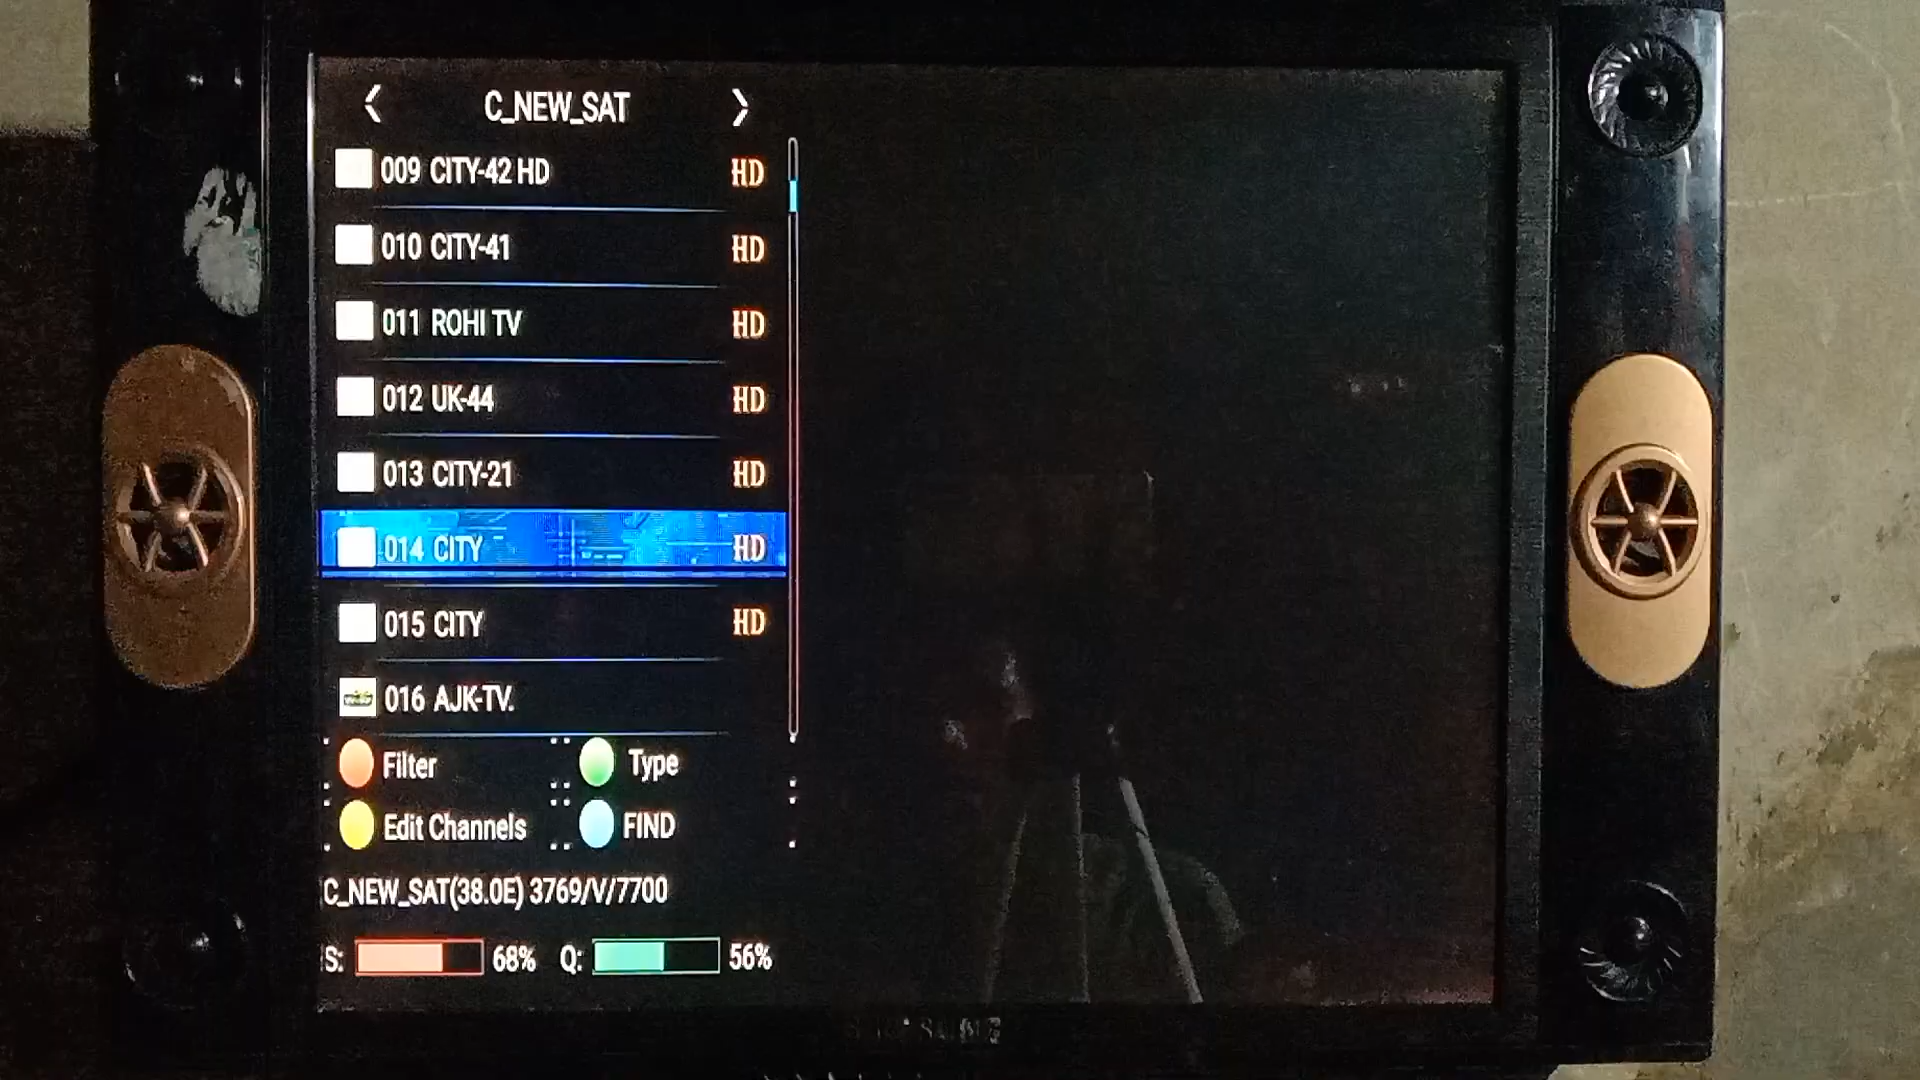 C_NEW_SAT
009 CITY-42 HD HD
010 CITY-41 HD
011 ROHI TV HD
012 UK-44 HD
013 CITY-21 HD
014 CITY HD
015 CITY HD
016 AJK-TV.
Filter Type
Edit Channels FIND
C_NEW_SAT(38.0E) 3769/V/7700
S: 68% Q: 56%